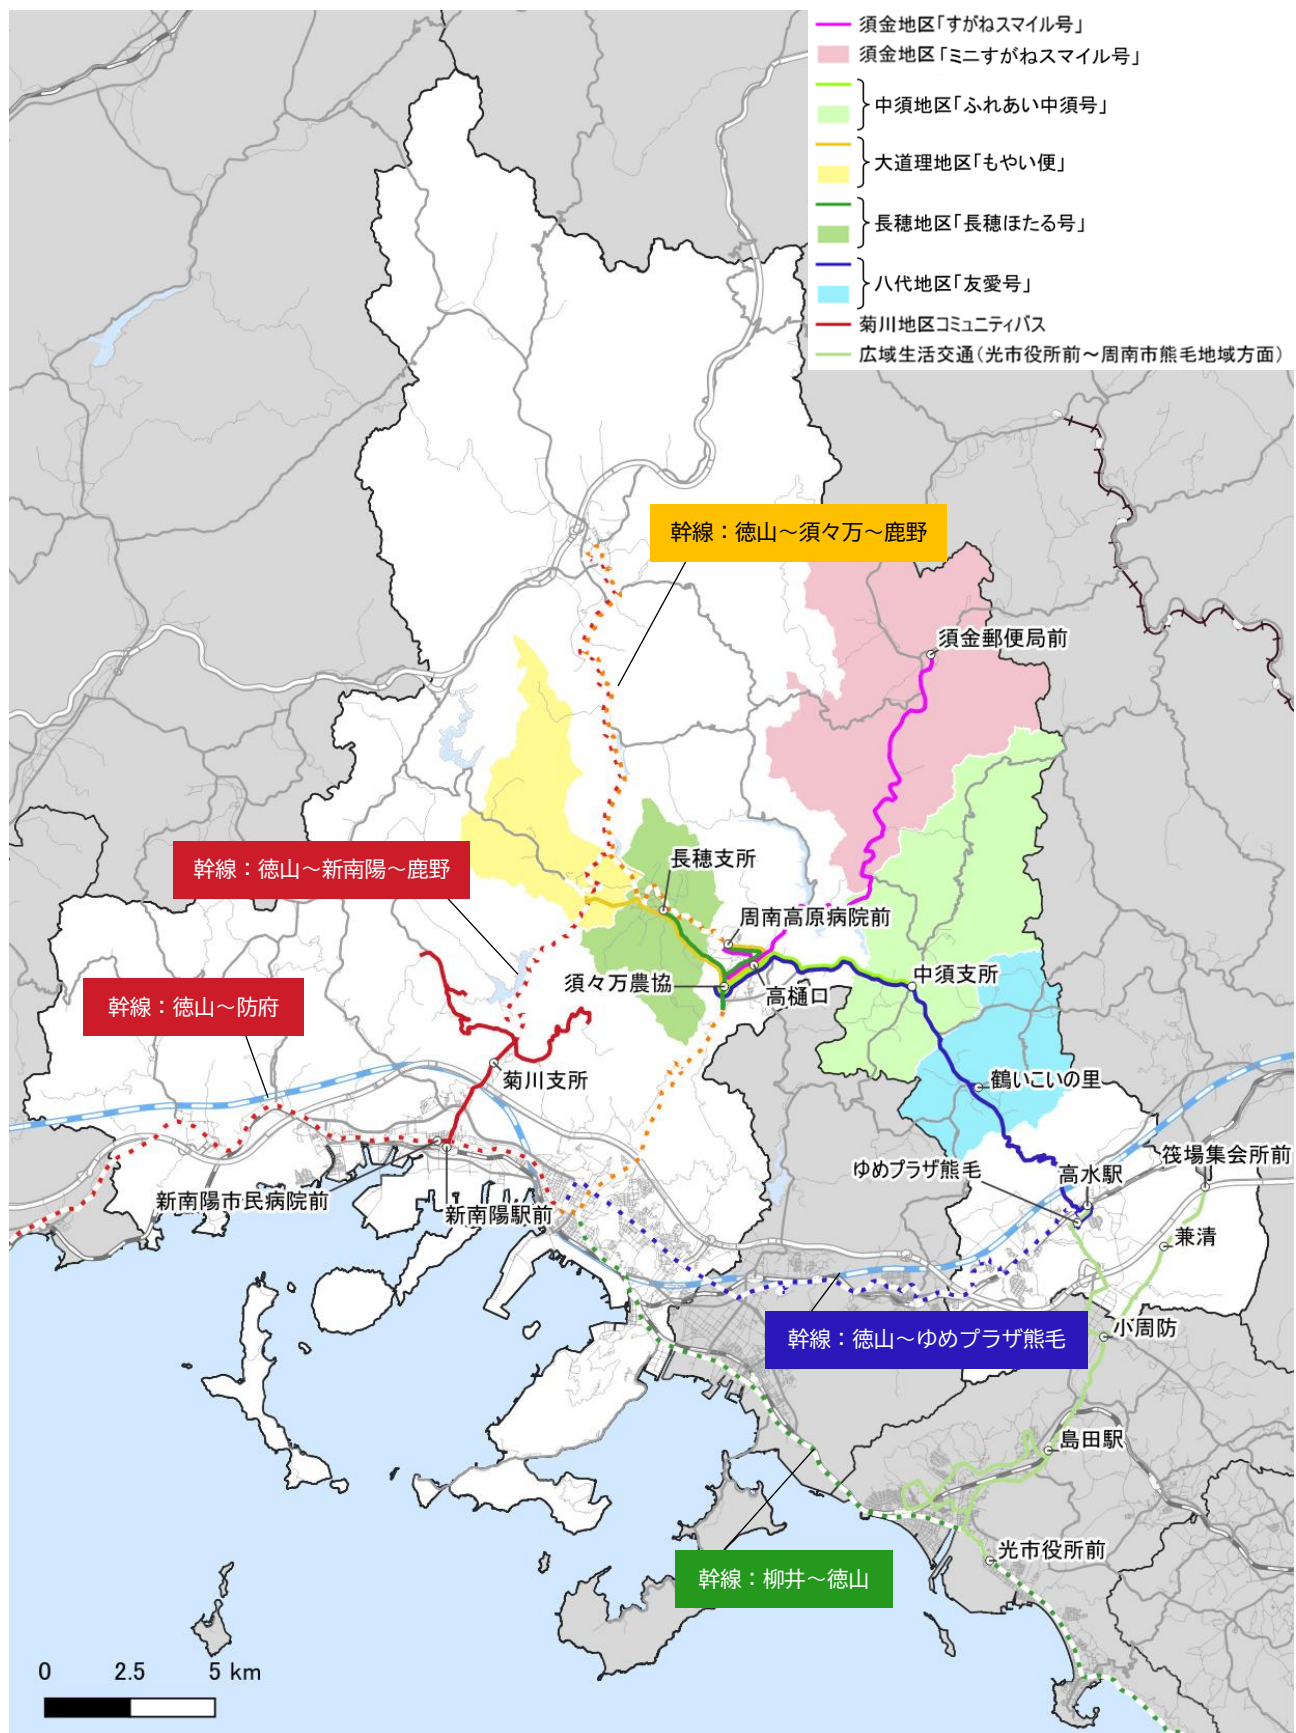 須金地区「すがねスマイル号」
須金地区「ミニすがねスマイル号」
中須地区「ふれあい中須号」
大道理地区「もやい便」
長穂地区「長穂ほたる号」
八代地区「友愛号」
菊川地区コミュニティバス
広域生活交通（光市役所前～周南市熊毛地域方面）
幹線：徳山～須々万～鹿野
須金郵便局前
幹線：徳山～新南陽～鹿野
長穂支所
周南高原病院前
須々万農協
高樋口
中須支所
幹線：徳山～防府
菊川支所
鶴いこいの里
ゆめプラザ熊毛
高水駅
筏場集会所前
新南陽市民病院前
新南陽駅前
兼清
幹線：徳山～ゆめプラザ熊毛
小周防
島田駅
光市役所前
幹線：柳井～徳山
0 2.5 5 km